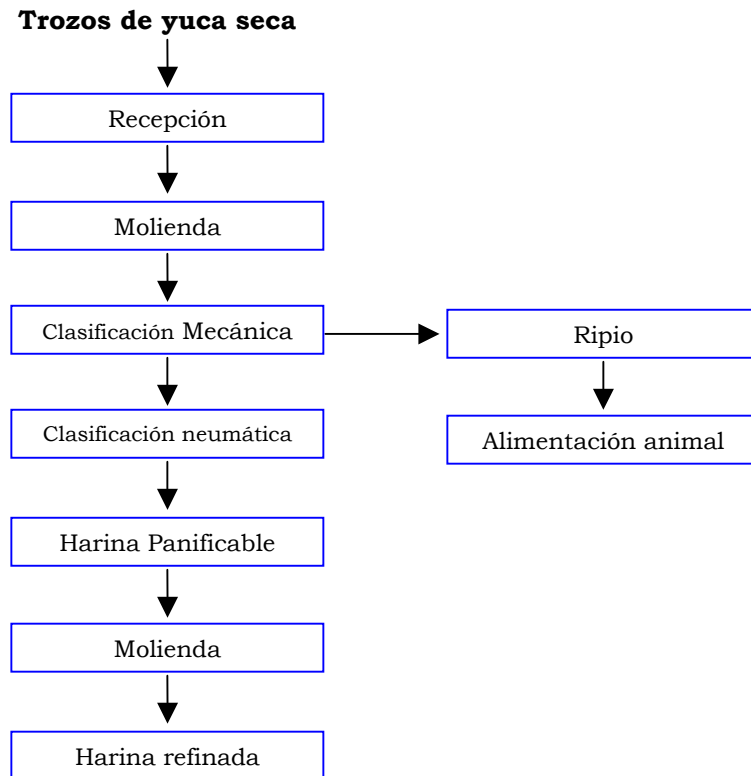 Trozos de yuca seca
Recepción
Molienda
Clasificación Mecánica
Ripio
Clasificación neumática
Alimentación animal
Harina Panificable
Molienda
Harina refinada